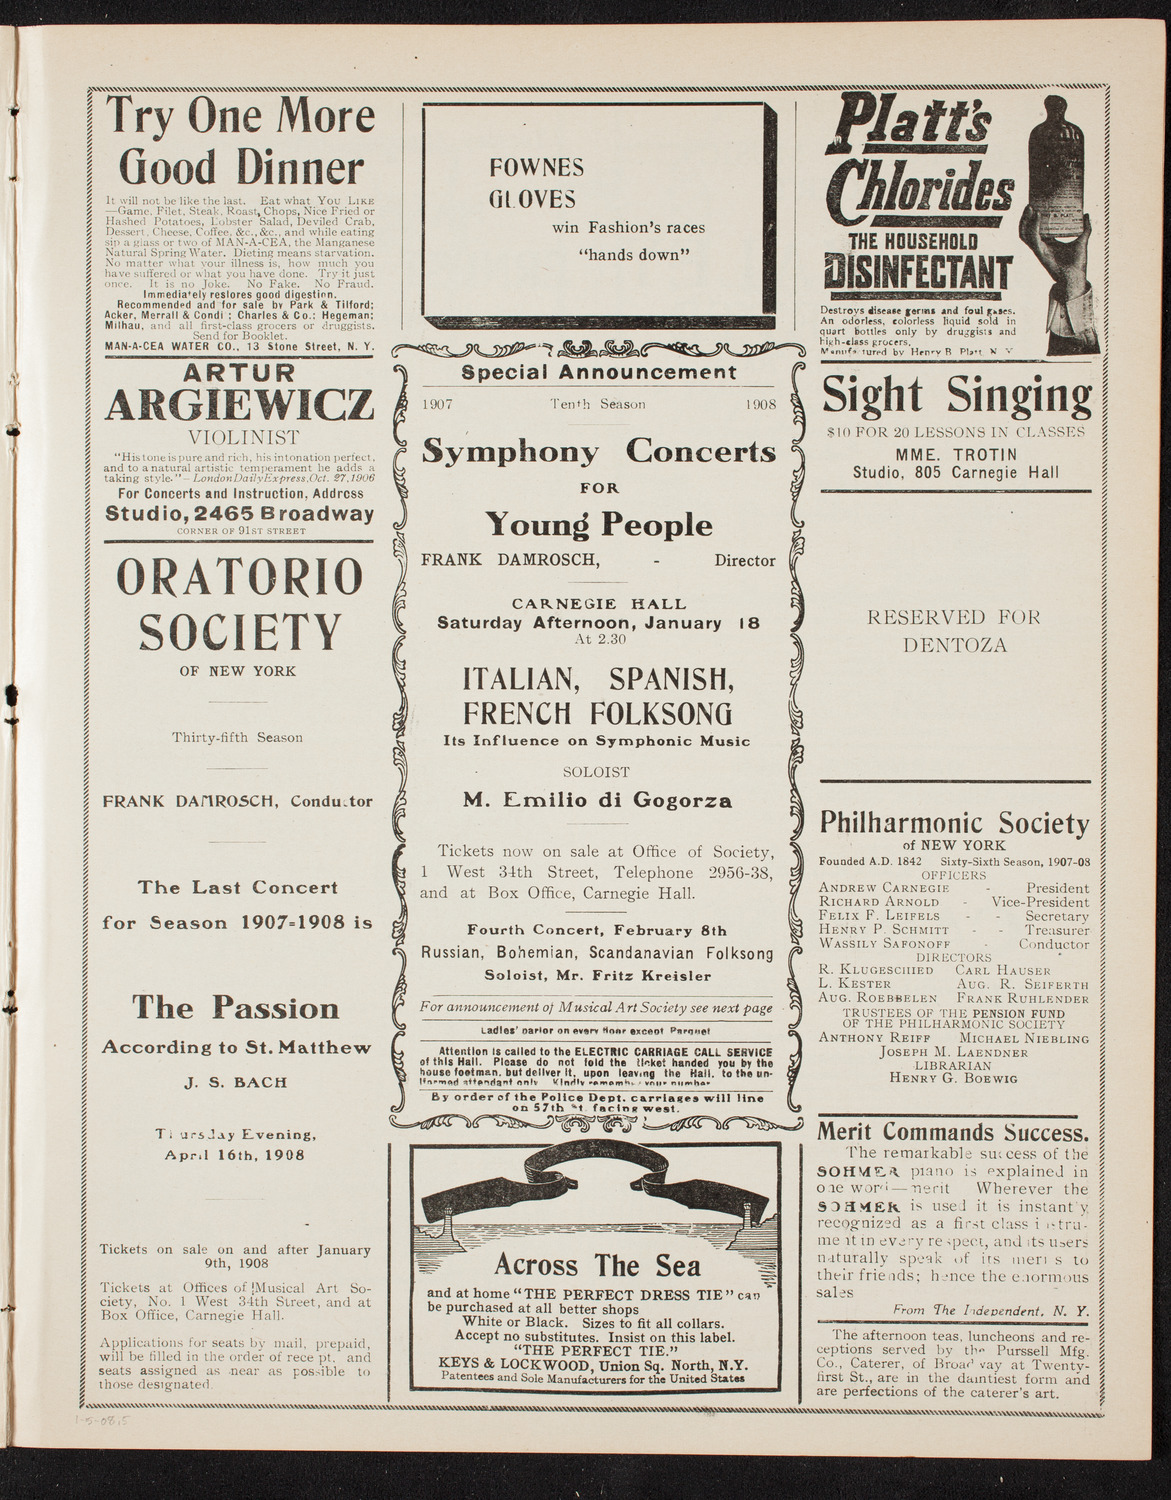 Try One More
Good Dinner
It will not be like the last. Eat what YOU LIKE
—Game, Filet, Steak, Roast, Chops, Nice Fried or
Hashed Potatoes, Lobster Salad, Deviled Crab,
Dessert, Cheese, Coffee, &c., &c., and while eating
sip a glass or two of MAN-A-CEA, the Manganese
Natural Spring Water. Dieting means starvation.
No matter what your illness is, how much you
have suffered or what you have done. Try it just
once. It is no Joke. No Fake. No Fraud.
Immediately restores good digestion.
Recommended and for sale by Park & Tilford;
Acker, Merrall & Condi ; Charles & Co.; Hegeman;
Milhau, and all first-class grocers or druggists.
Send for Booklet.
MAN-A-CEA WATER CO., 13 Stone Street, N. Y.
ARTUR
ARGIEWICZ
VIOLINIST
"His tone is pure and rich, his intonation perfect,
and to a natural artistic temperament he adds a
taking style."—London Daily Express, Oct. 27, 1906
For Concerts and Instruction, Address
Studio, 2465 Broadway
CORNER OF 91ST STREET
ORATORIO
SOCIETY
OF NEW YORK
Thirty-fifth Season
FRANK DAMROSCH, Conductor
The Last Concert
for Season 1907=1908 is
The Passion
According to St. Matthew
J. S. BACH
Thursday Evening,
April 16th, 1908
Tickets on sale on and after January
9th, 1908
Tickets at Offices of Musical Art So-
ciety, No. 1 West 34th Street, and at
Box Office, Carnegie Hall.
Applications for seats by mail, prepaid,
will be filled in the order of rece pt, and
seats assigned as near as possible to
those designated.
1-5-08,5
FOWNES
GLOVES
win Fashion's races
"hands down"
Special Announcement
1907 Tenth Season 1908
Symphony Concerts
FOR
Young People
FRANK DAMROSCH, - Director
CARNEGIE HALL
Saturday Afternoon, January 18
At 2.30
ITALIAN, SPANISH,
FRENCH FOLKSONG
Its Influence on Symphonic Music
SOLOIST
M. Emilio di Gogorza
Tickets now on sale at Office of Society,
1 West 34th Street, Telephone 2956-38,
and at Box Office, Carnegie Hall.
Fourth Concert, February 8th
Russian, Bohemian, Scandanavian Folksong
Soloist, Mr. Fritz Kreisler
For announcement of Musical Art Society see next page
Ladies' parlor on every floor except Parquet
Attention is called to the ELECTRIC CARRIAGE CALL SERVICE
of this Hall. Please do not fold the ticket handed you by the
house footman, but deliver it, upon leaving the Hall, to the un-
iformed attendant only Kindly remember your number
By order of the Police Dept. carriages will line
on 57th St. facing west.
Across The Sea
and at home "THE PERFECT DRESS TIE" can
be purchased at all better shops
White or Black. Sizes to fit all collars.
Accept no substitutes. Insist on this label.
"THE PERFECT TIE."
KEYS & LOCKWOOD, Union Sq. North, N.Y.
Patentees and Sole Manufacturers for the United States
Platt's
Chlorides
THE HOUSEHOLD
DISINFECTANT
Destroys disease germs and foul gases.
An odorless, colorless liquid sold in
quart bottles only by druggists and
high-class grocers.
Manufactured by Henry B Platt N Y
Sight Singing
$10 FOR 20 LESSONS IN CLASSES
MME. TROTIN
Studio, 805 Carnegie Hall
RESERVED FOR
DENTOZA
Philharmonic Society
of NEW YORK
Founded A.D. 1842 Sixty-Sixth Season, 1907-08
OFFICERS
ANDREW CARNEGIE - President
RICHARD ARNOLD - Vice-President
FELIX F. LEIFELS - - Secretary
HENRY P. SCHMITT - - Treasurer
WASSILY SAFONOFF - Conductor
DIRECTORS
R. KLUGESCHIED CARL HAUSER
L. KESTER AUG. R. SEIFERTH
AUG. ROEBBELEN FRANK RUHLENDER
TRUSTEES OF THE PENSION FUND
OF THE PHILHARMONIC SOCIETY
ANTHONY REIFF MICHAEL NIEBLING
JOSEPH M. LAENDNER
LIBRARIAN
HENRY G. BOEWIG
Merit Commands Success.
The remarkable success of the
SOHMER piano is explained in
one word—merit Wherever the
SOHMER is used it is instantly
recognized as a first class instru-
ment in every respect, and its users
naturally speak of its merits to
their friends; hence the enormous
sales
From The Independent, N. Y.
The afternoon teas, luncheons and re-
ceptions served by the Purssell Mfg.
Co., Caterer, of Broadway at Twenty-
first St., are in the daintiest form and
are perfections of the caterer's art.